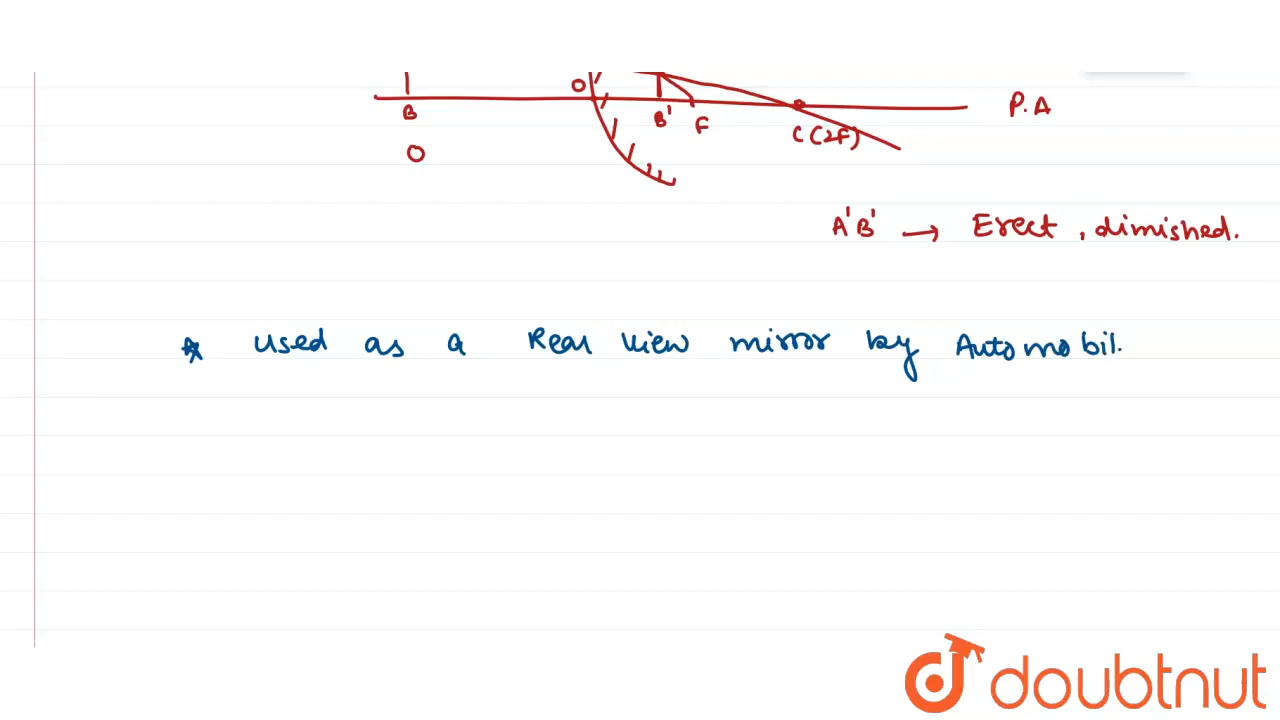 O
B B' F P.A
C (2F)
O
A'B' → Erect, dimished.
* Used as a Rear View mirror by Automobil.
doubtnut